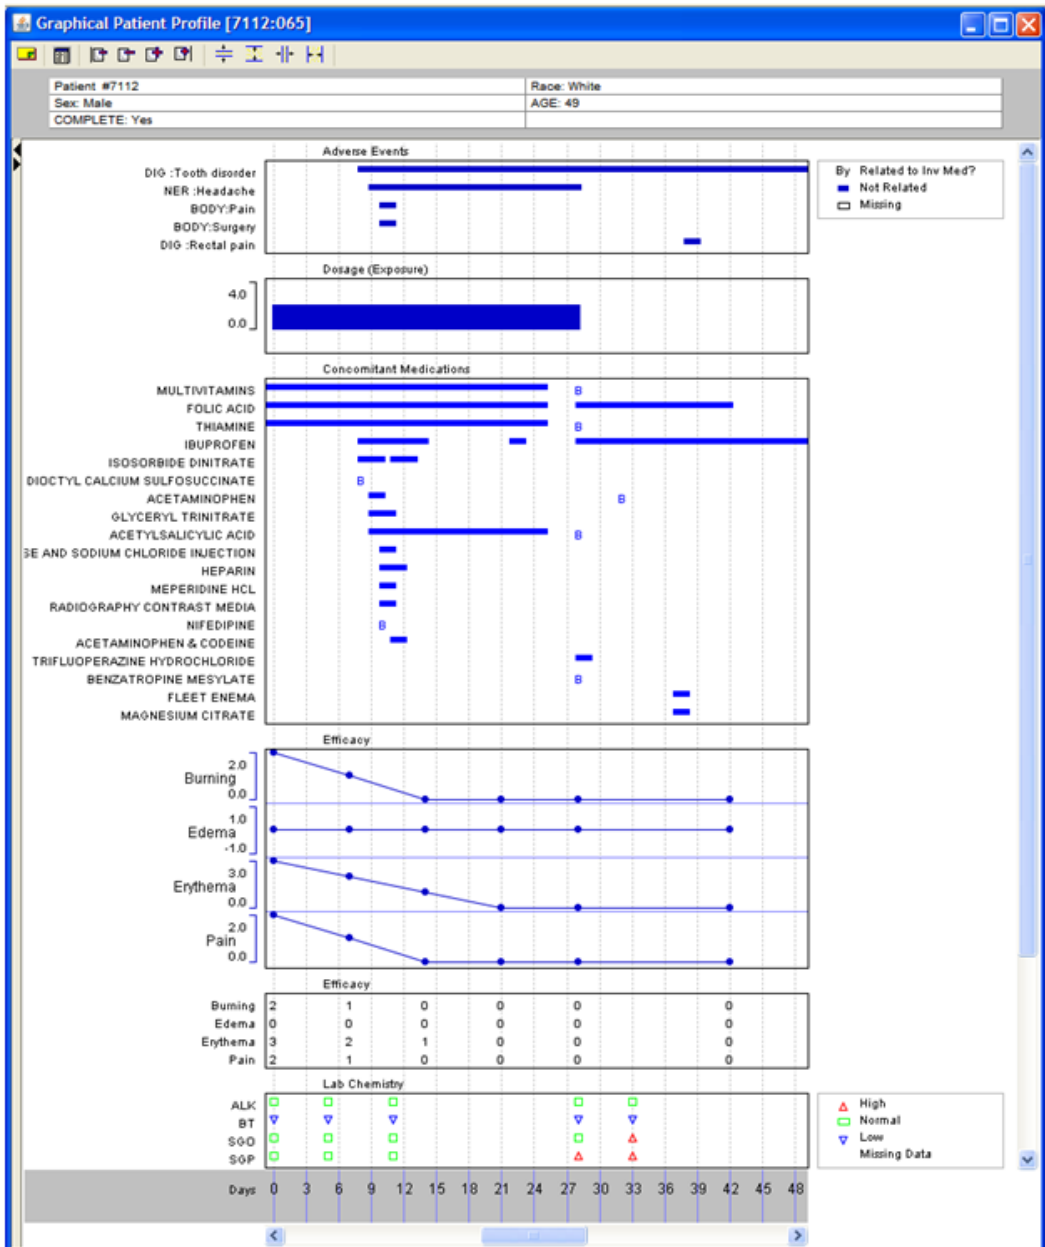 Graphical Patient Profile [7112:065]
Patient #7112 Race: White
Sex: Male AGE: 49
COMPLETE: Yes
Adverse Events
DIG :Tooth disorder
NER :Headache
BODY:Pain
BODY:Surgery
DIG :Rectal pain
By Related to Inv Med?
Not Related
Missing
Dosage (Exposure)
4.0
0.0
Concomitant Medications
MULTIVITAMINS B
FOLIC ACID
THIAMINE B
IBUPROFEN
ISOSORBIDE DINITRATE
DIOCTYL CALCIUM SULFOSUCCINATE B
ACETAMINOPHEN B
GLYCERYL TRINITRATE
ACETYLSALICYLIC ACID B
SE AND SODIUM CHLORIDE INJECTION
HEPARIN
MEPERIDINE HCL
RADIOGRAPHY CONTRAST MEDIA
NIFEDIPINE B
ACETAMINOPHEN & CODEINE
TRIFLUOPERAZINE HYDROCHLORIDE
BENZATROPINE MESYLATE B
FLEET ENEMA
MAGNESIUM CITRATE
Efficacy
2.0
Burning
0.0
1.0
Edema
-1.0
3.0
Erythema
0.0
2.0
Pain
0.0
Efficacy
Burning 2 1 0 0 0 0
Edema 0 0 0 0 0 0
Erythema 3 2 1 0 0 0
Pain 2 1 0 0 0 0
Lab Chemistry
ALK
BT
SGO
SGP
High
Normal
Low
Missing Data
Days 0 3 6 9 12 15 18 21 24 27 30 33 36 39 42 45 48